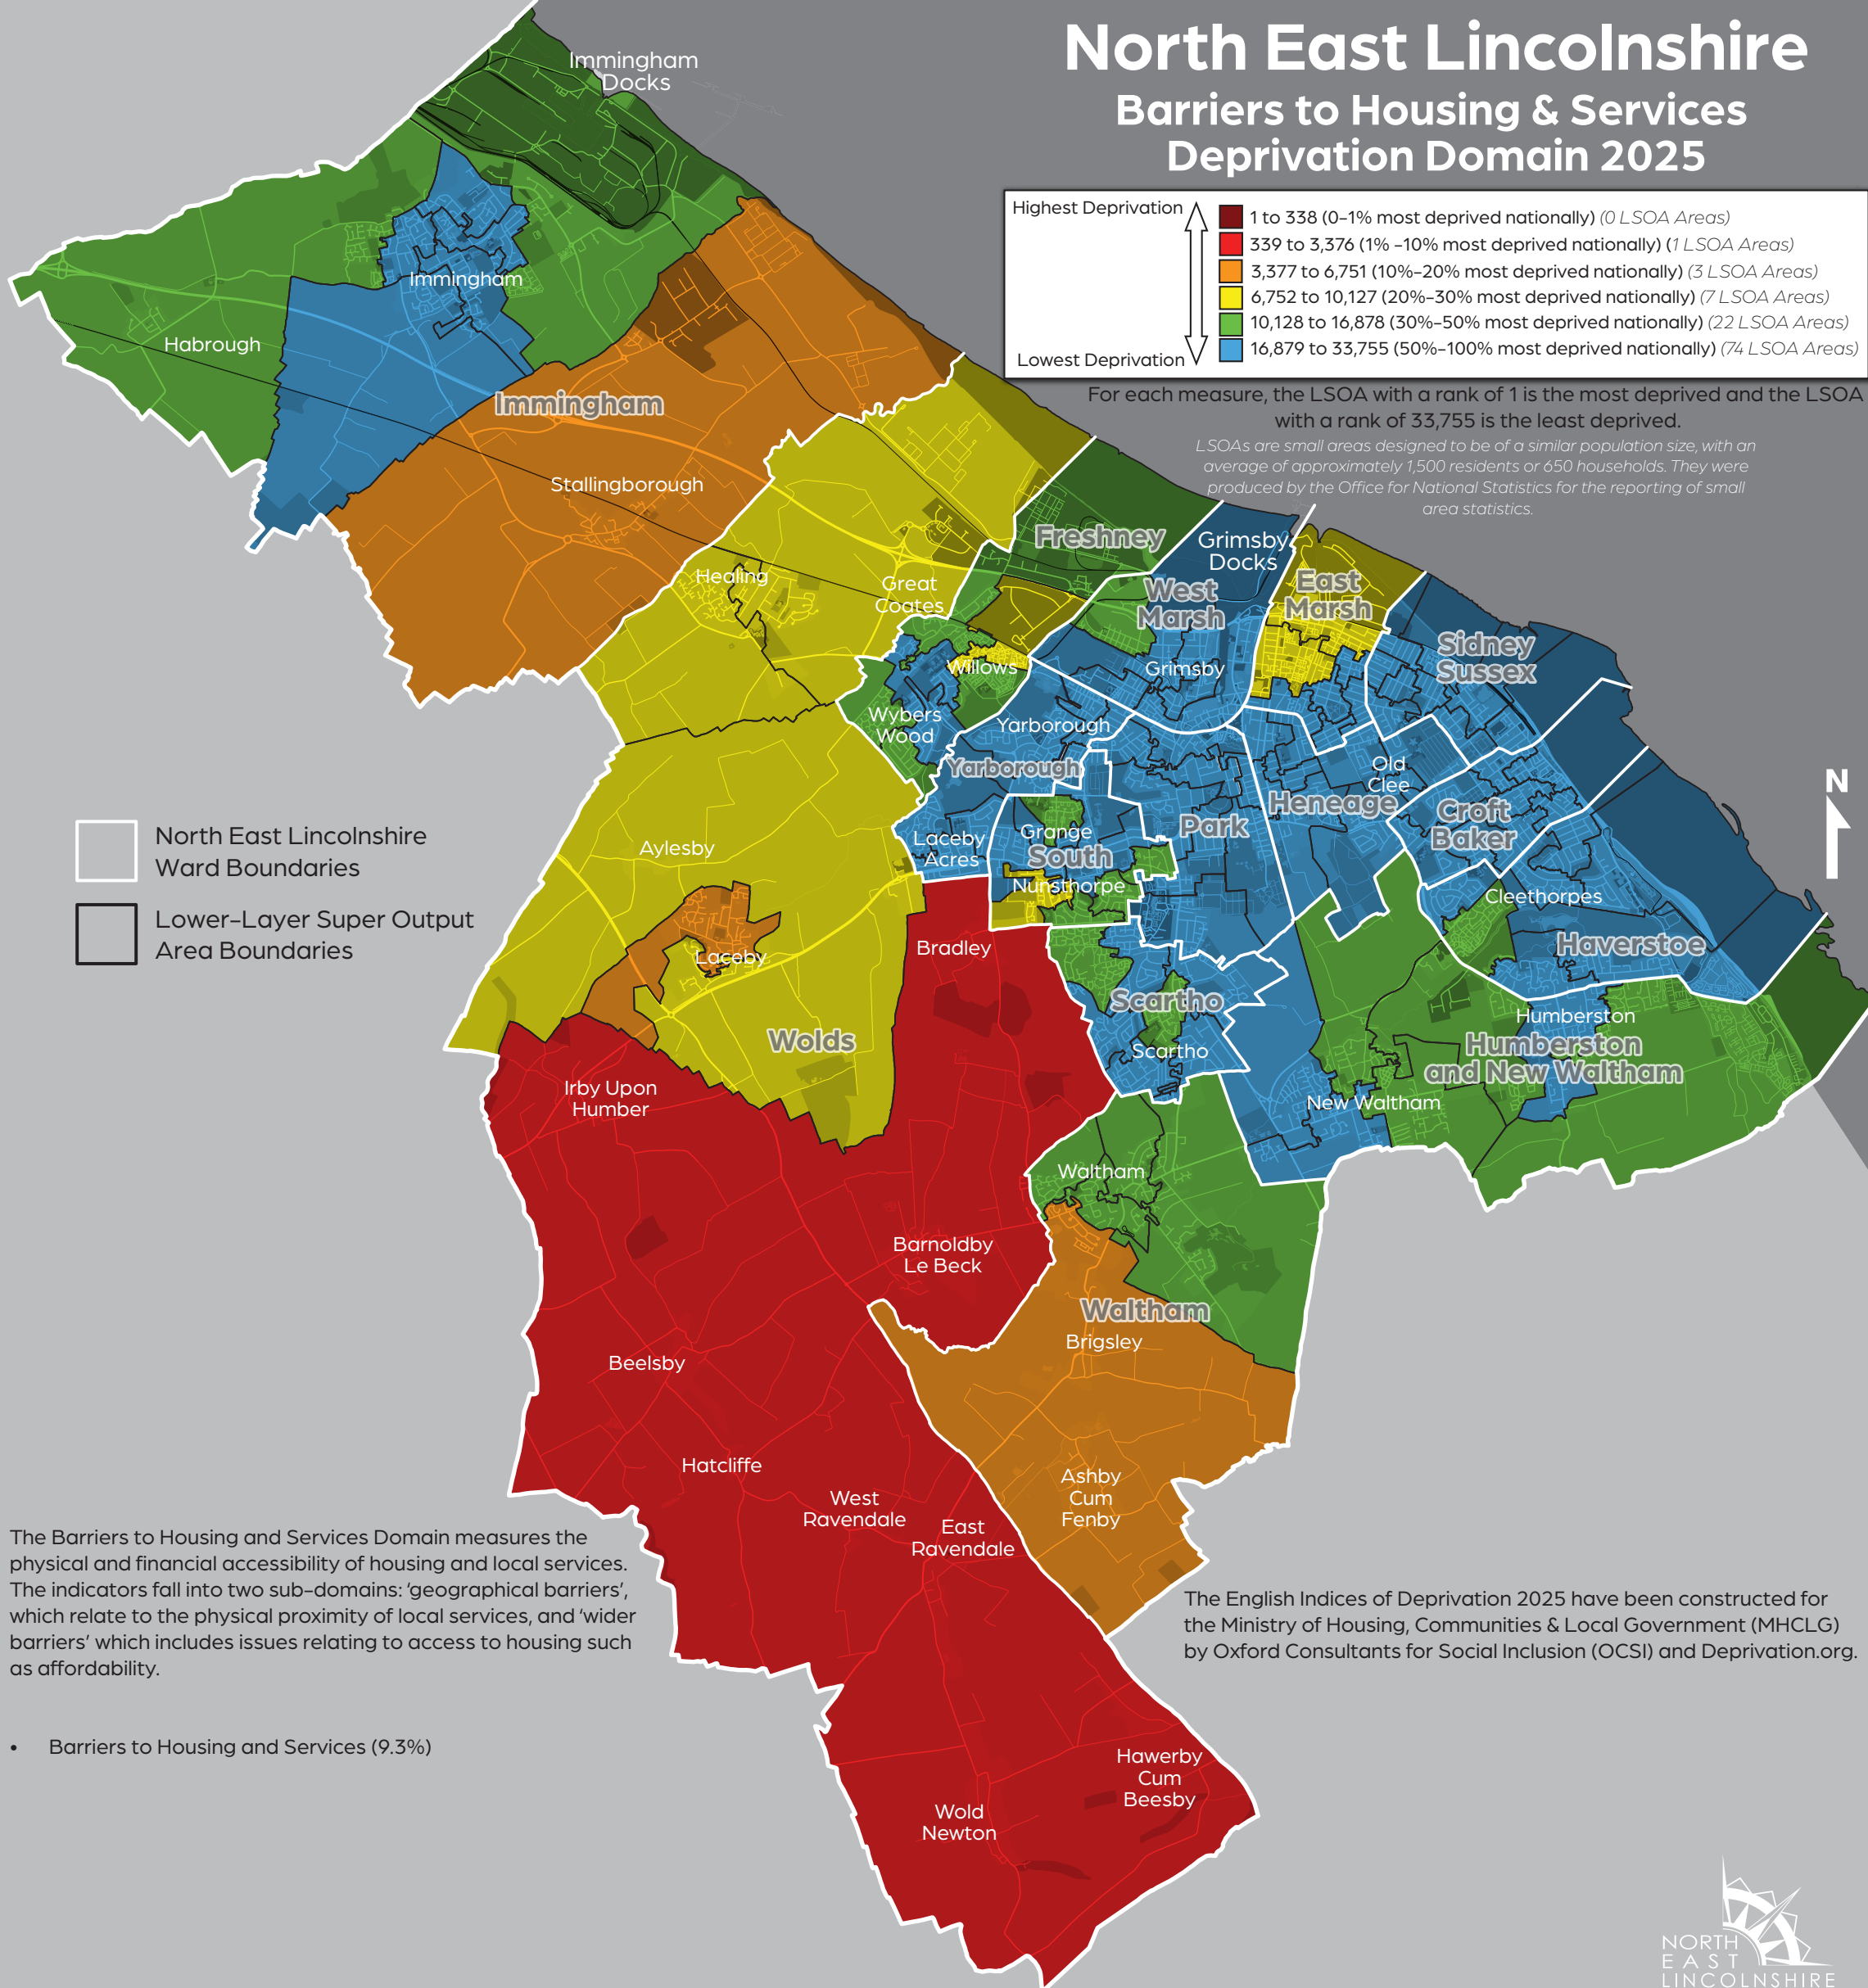 North East Lincolnshire
Barriers to Housing & Services
Deprivation Domain 2025
Highest Deprivation
Lowest Deprivation
1 to 338 (0-1% most deprived nationally) (0 LSOA Areas)
339 to 3,376 (1% -10% most deprived nationally) (1 LSOA Areas)
3,377 to 6,751 (10%-20% most deprived nationally) (3 LSOA Areas)
6,752 to 10,127 (20%-30% most deprived nationally) (7 LSOA Areas)
10,128 to 16,878 (30%-50% most deprived nationally) (22 LSOA Areas)
16,879 to 33,755 (50%-100% most deprived nationally) (74 LSOA Areas)
For each measure, the LSOA with a rank of 1 is the most deprived and the LSOA
with a rank of 33,755 is the least deprived.
LSOAs are small areas designed to be of a similar population size, with an
average of approximately 1,500 residents or 650 households. They were
produced by the Office for National Statistics for the reporting of small
area statistics.
Immingham
Docks
Immingham
Habrough
Immingham
Stallingborough
Healing
Great
Coates
Freshney
Grimsby
Docks
West
Marsh
East
Marsh
Sidney
Sussex
Grimsby
Willows
Wybers
Wood
Yarborough
Yarborough
Old
Clee
Heneage
Croft
Baker
Park
Grange
South
Laceby
Acres
Nunsthorpe
Cleethorpes
Haverstoe
Aylesby
Laceby
Bradley
Wolds
Scartho
Scartho
Humberston
Humberston
and New Waltham
New Waltham
Irby Upon
Humber
Waltham
Barnoldby
Le Beck
Waltham
Brigsley
Beelsby
Hatcliffe
West
Ravendale
East
Ravendale
Ashby
Cum
Fenby
Hawerby
Cum
Beesby
Wold
Newton
N
North East Lincolnshire
Ward Boundaries
Lower-Layer Super Output
Area Boundaries
The Barriers to Housing and Services Domain measures the
physical and financial accessibility of housing and local services.
The indicators fall into two sub-domains: ‘geographical barriers’,
which relate to the physical proximity of local services, and ‘wider
barriers’ which includes issues relating to access to housing such
as affordability.
• Barriers to Housing and Services (9.3%)
The English Indices of Deprivation 2025 have been constructed for
the Ministry of Housing, Communities & Local Government (MHCLG)
by Oxford Consultants for Social Inclusion (OCSI) and Deprivation.org.
NORTH
EAST
LINCOLNSHIRE